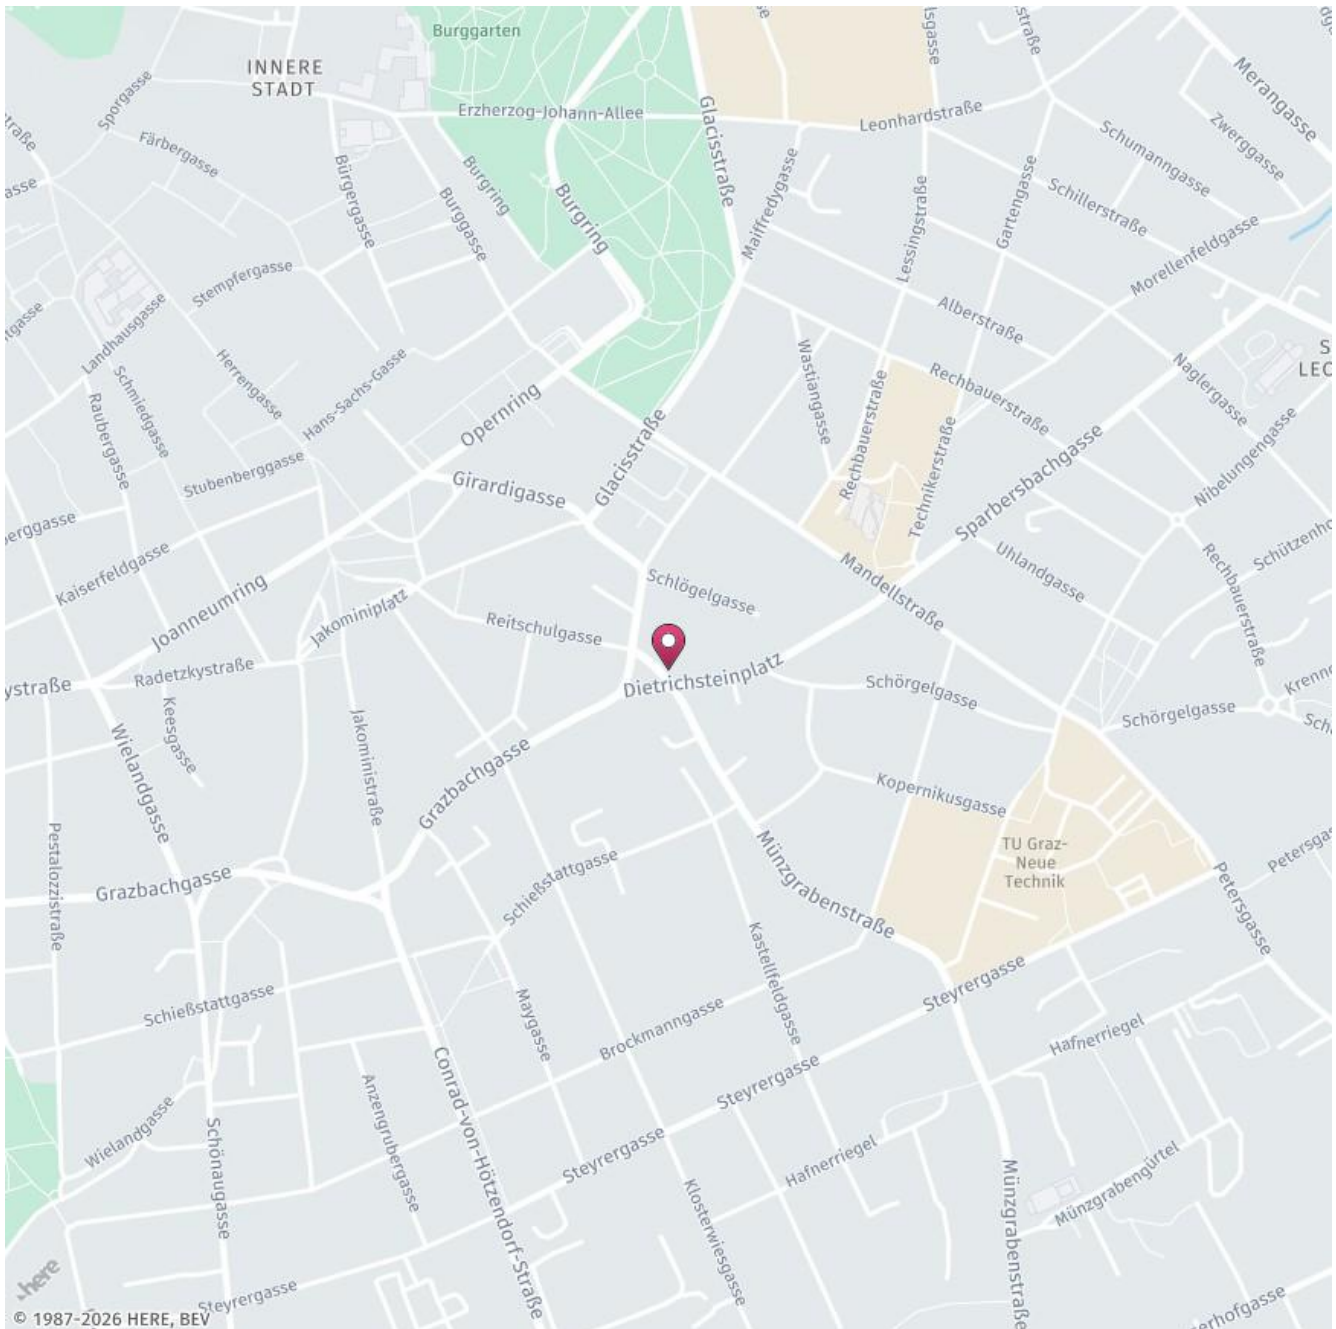 Burggarten
INNERE
STADT
Sporgasse
Färbergasse
Bürgergasse
Burggasse
Burgring
Burgring
Erzherzog-Johann-Allee
Glacisstraße
Leonhardstraße
Maiffredygasse
Lessingstraße
Gartengasse
Schumanngasse
Schillerstraße
Zwerggasse
Merangasse
Morellenfeldgasse
Alberstraße
Stempfergasse
Landhausgasse
Herrengasse
Hans-Sachs-Gasse
Schmiedgasse
Raubergasse
Stubenberggasse
Opernring
Girardigasse
Glacisstraße
Wastiangasse
Rechbauerstraße
Rechbauerstraße
Technikerstraße
Sparbersbachgasse
Naglergasse
Nibelungengasse
Kaiserfeldgasse
Joanneumring
Jakominiplatz
Radetzkystraße
Reitschulgasse
Schlögelgasse
Mandellstraße
Uhlandgasse
Rechbauerstraße
Dietrichsteinplatz
Schörgelgasse
Schörgelgasse
Keesgasse
Wielandgasse
Jakoministraße
Grazbachgasse
Grazbachgasse
Kopernikusgasse
TU Graz-
Neue
Technik
Münzgrabenstraße
Pestalozzistraße
Schießstattgasse
Schießstattgasse
Kastellfeldgasse
Petersgasse
Steyrergasse
Maygasse
Brockmanngasse
Hafnerriegel
Steyrergasse
Conrad-von-Hötzendorf-Straße
Anzengrubergasse
Wielandgasse
Schönaugasse
Steyrergasse
Klosterwiesgasse
Hafnerriegel
Münzgrabenstraße
Münzgrabengürtel
Steyrergasse
here
© 1987-2026 HERE, BEV